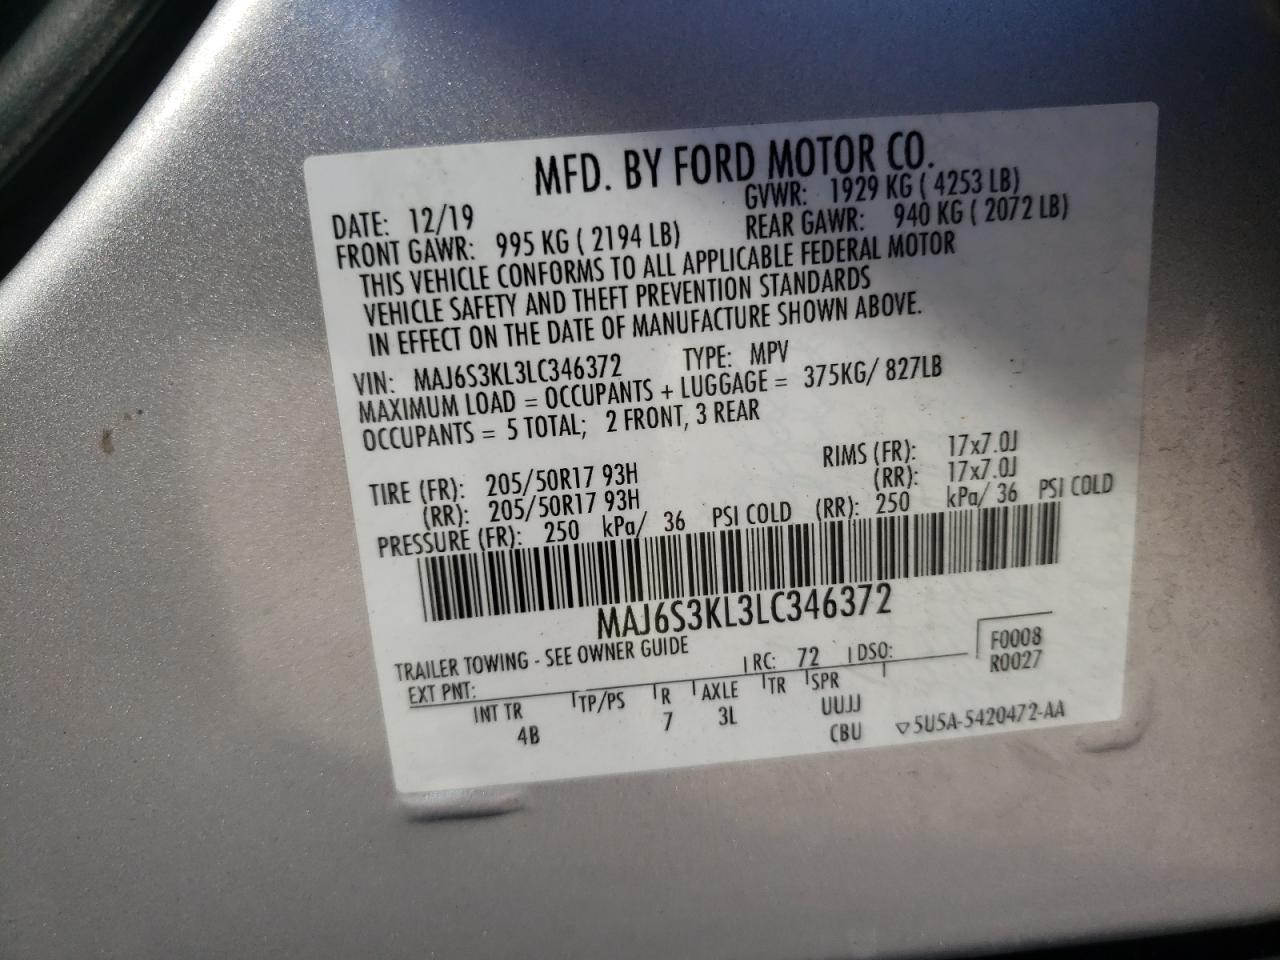 MFD. BY FORD MOTOR CO.
DATE: 12/19 GVWR: 1929 KG ( 4253 LB)
FRONT GAWR: 995 KG ( 2194 LB) REAR GAWR: 940 KG ( 2072 LB)
THIS VEHICLE CONFORMS TO ALL APPLICABLE FEDERAL MOTOR
VEHICLE SAFETY AND THEFT PREVENTION STANDARDS
IN EFFECT ON THE DATE OF MANUFACTURE SHOWN ABOVE.
VIN: MAJ6S3KL3LC346372 TYPE: MPV
MAXIMUM LOAD = OCCUPANTS + LUGGAGE = 375KG/ 827LB
OCCUPANTS = 5 TOTAL; 2 FRONT, 3 REAR
TIRE (FR): 205/50R17 93H RIMS (FR): 17x7.0J
(RR): 205/50R17 93H (RR): 17x7.0J
PRESSURE (FR): 250 kPa/ 36 PSI COLD (RR): 250 kPa/ 36 PSI COLD
MAJ6S3KL3LC346372
TRAILER TOWING - SEE OWNER GUIDE
EXT PNT: RC: 72 DSO: F0008
R0027
INT TR TP/PS R AXLE TR SPR
4B 7 3L UUJJ
CBU ▽5U5A-5420472-AA